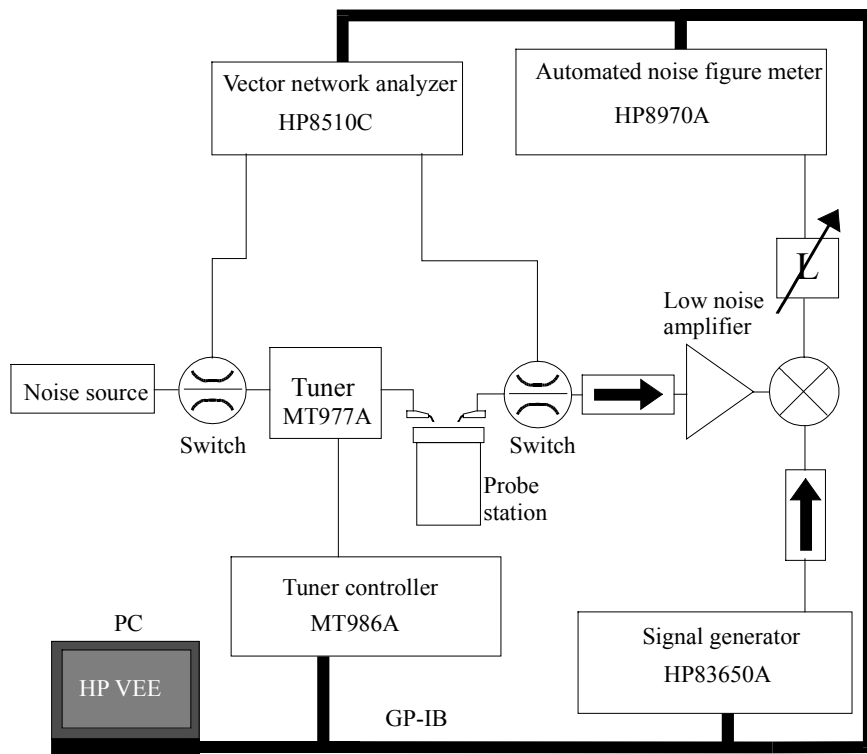 Vector network analyzer
HP8510C
Automated noise figure meter
HP8970A
L
Low noise
amplifier
Noise source
Switch
Tuner
MT977A
Switch
Probe
station
Tuner controller
MT986A
Signal generator
HP83650A
PC
HP VEE
GP-IB